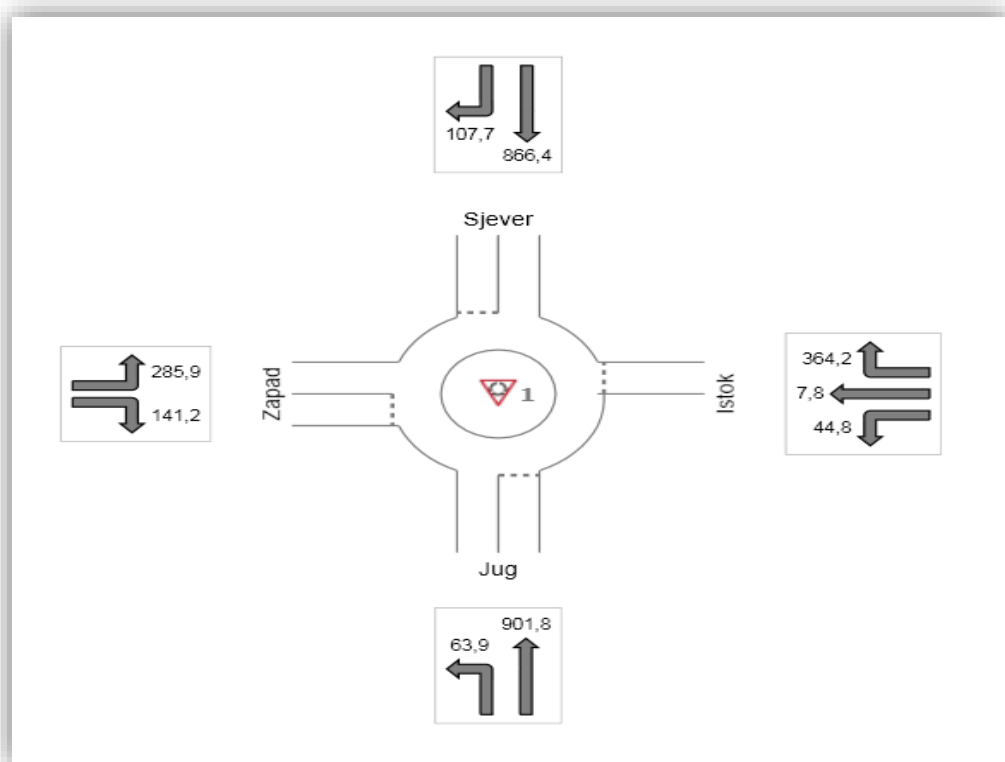 107,7
866,4
Sjever
285,9
141,2
Zapad
1
Istok
364,2
7,8
44,8
Jug
901,8
63,9